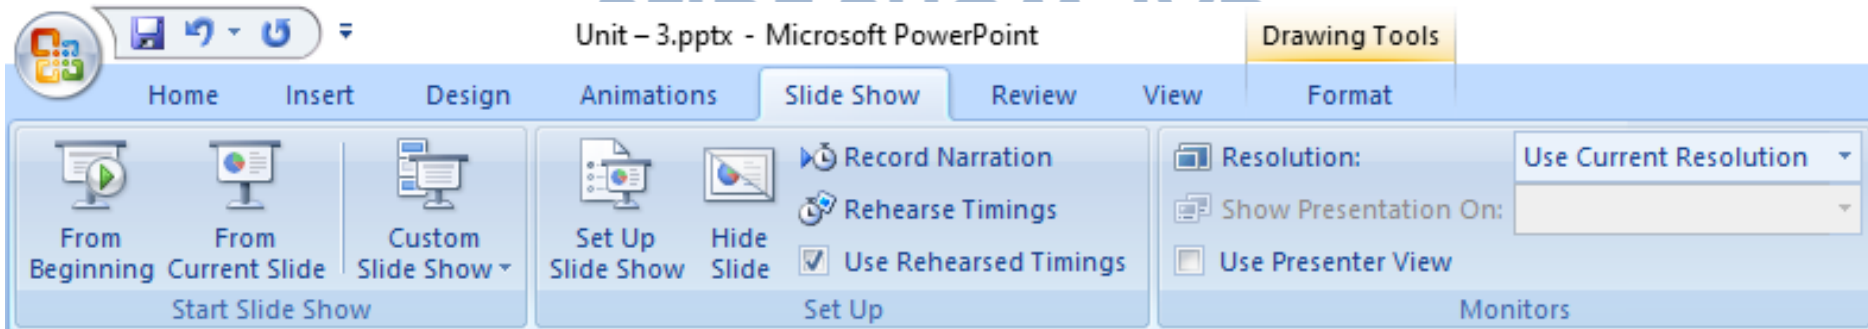 Unit – 3.pptx - Microsoft PowerPoint
Drawing Tools
Home Insert Design Animations Slide Show Review View Format
From Beginning
From Current Slide
Custom Slide Show
Set Up Slide Show
Hide Slide
Record Narration
Rehearse Timings
Use Rehearsed Timings
Resolution: Use Current Resolution
Show Presentation On:
Use Presenter View
Start Slide Show
Set Up
Monitors